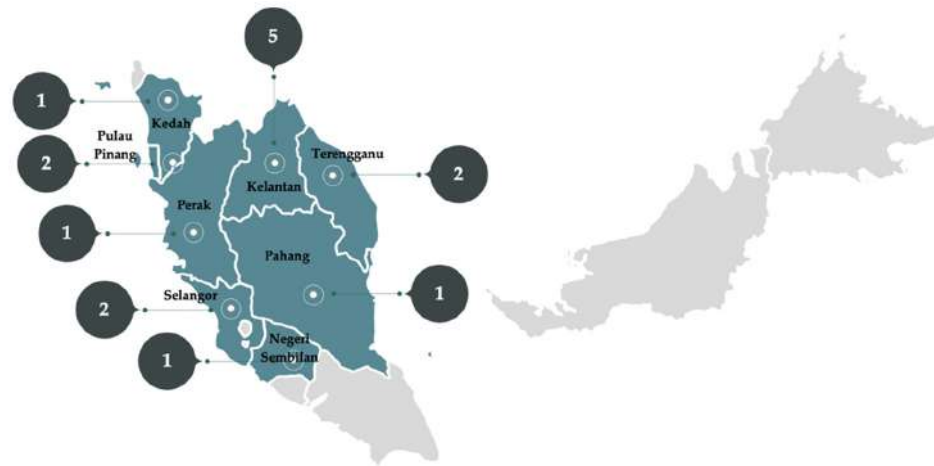 5
1
Kedah
Pulau
Pinang
2
Terengganu
2
Kelantan
Perak
1
Pahang
Selangor
1
2
Negeri
Sembilan
1